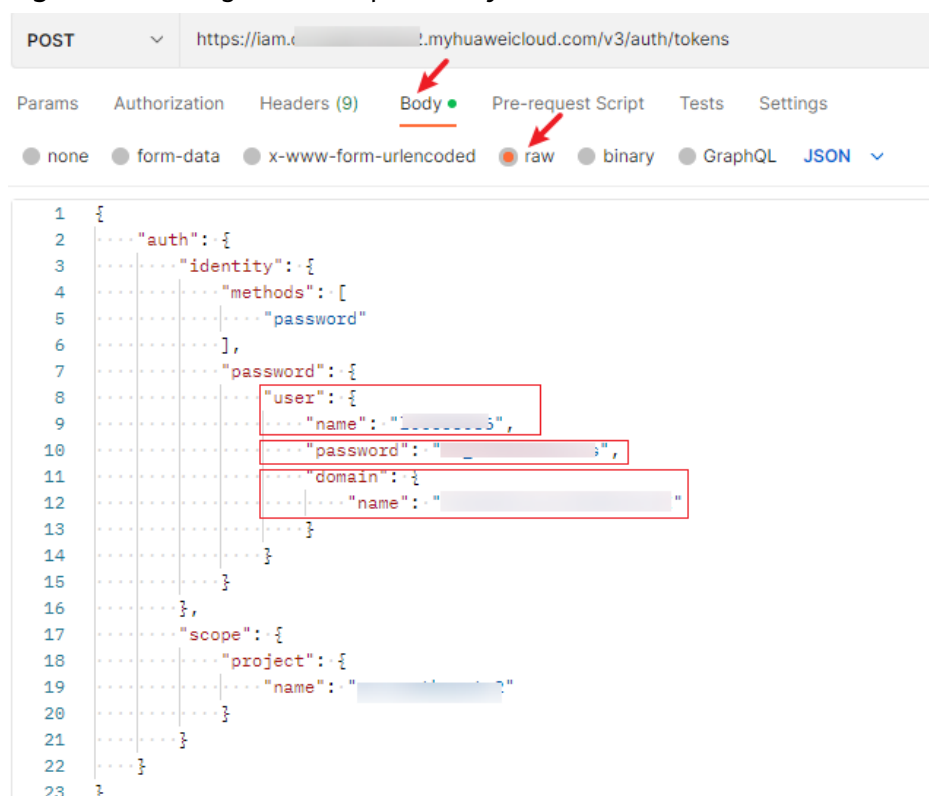 POST https://iam. .myhuaweicloud.com/v3/auth/tokens
Params Authorization Headers (9) Body Pre-request Script Tests Settings
none form-data x-www-form-urlencoded raw binary GraphQL JSON
1 {
2 "auth": {
3 "identity": {
4 "methods": [
5 "password"
6 ],
7 "password": {
8 "user": {
9 "name": " ",
10 "password": " ",
11 "domain": {
12 "name": " "
13 }
14 }
15 }
16 },
17 "scope": {
18 "project": {
19 "name": " "
20 }
21 }
22 }
23 }